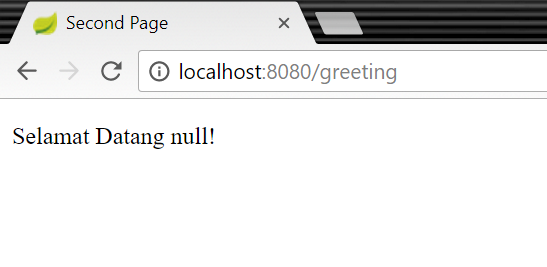 Second Page
localhost:8080/greeting
Selamat Datang null!